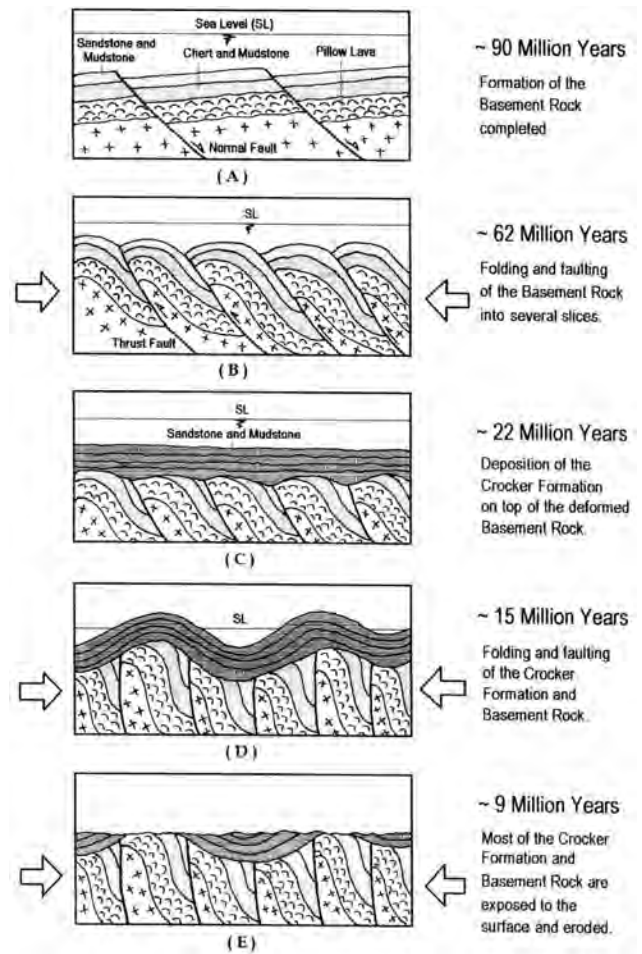 Sea Level (SL)
Sandstone and
Mudstone
Chert and Mudstone
Pillow Lava
Normal Fault
(A)
~ 90 Million Years
Formation of the
Basement Rock
completed
SL
Thrust Fault
(B)
~ 62 Million Years
Folding and faulting
of the Basement Rock
into several slices.
SL
Sandstone and Mudstone
(C)
~ 22 Million Years
Deposition of the
Crocker Formation
on top of the deformed
Basement Rock.
SL
(D)
~ 15 Million Years
Folding and faulting
of the Crocker
Formation and
Basement Rock.
(E)
~ 9 Million Years
Most of the Crocker
Formation and
Basement Rock are
exposed to the
surface and eroded.